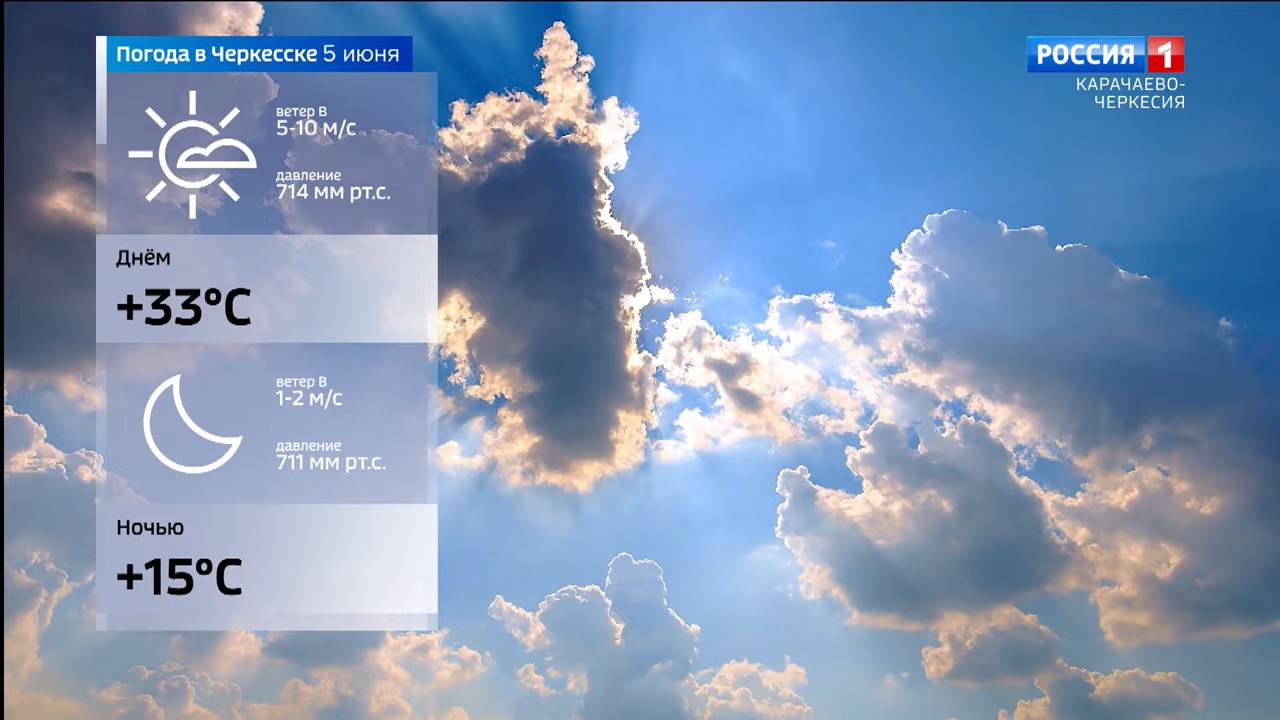 Погода в Черкесске 5 июня
РОССИЯ 1
КАРАЧАЕВО-
ЧЕРКЕСИЯ
ветер В
5-10 м/с
давление
714 мм рт.с.
Днём
+33°C
ветер В
1-2 м/с
давление
711 мм рт.с.
Ночью
+15°C